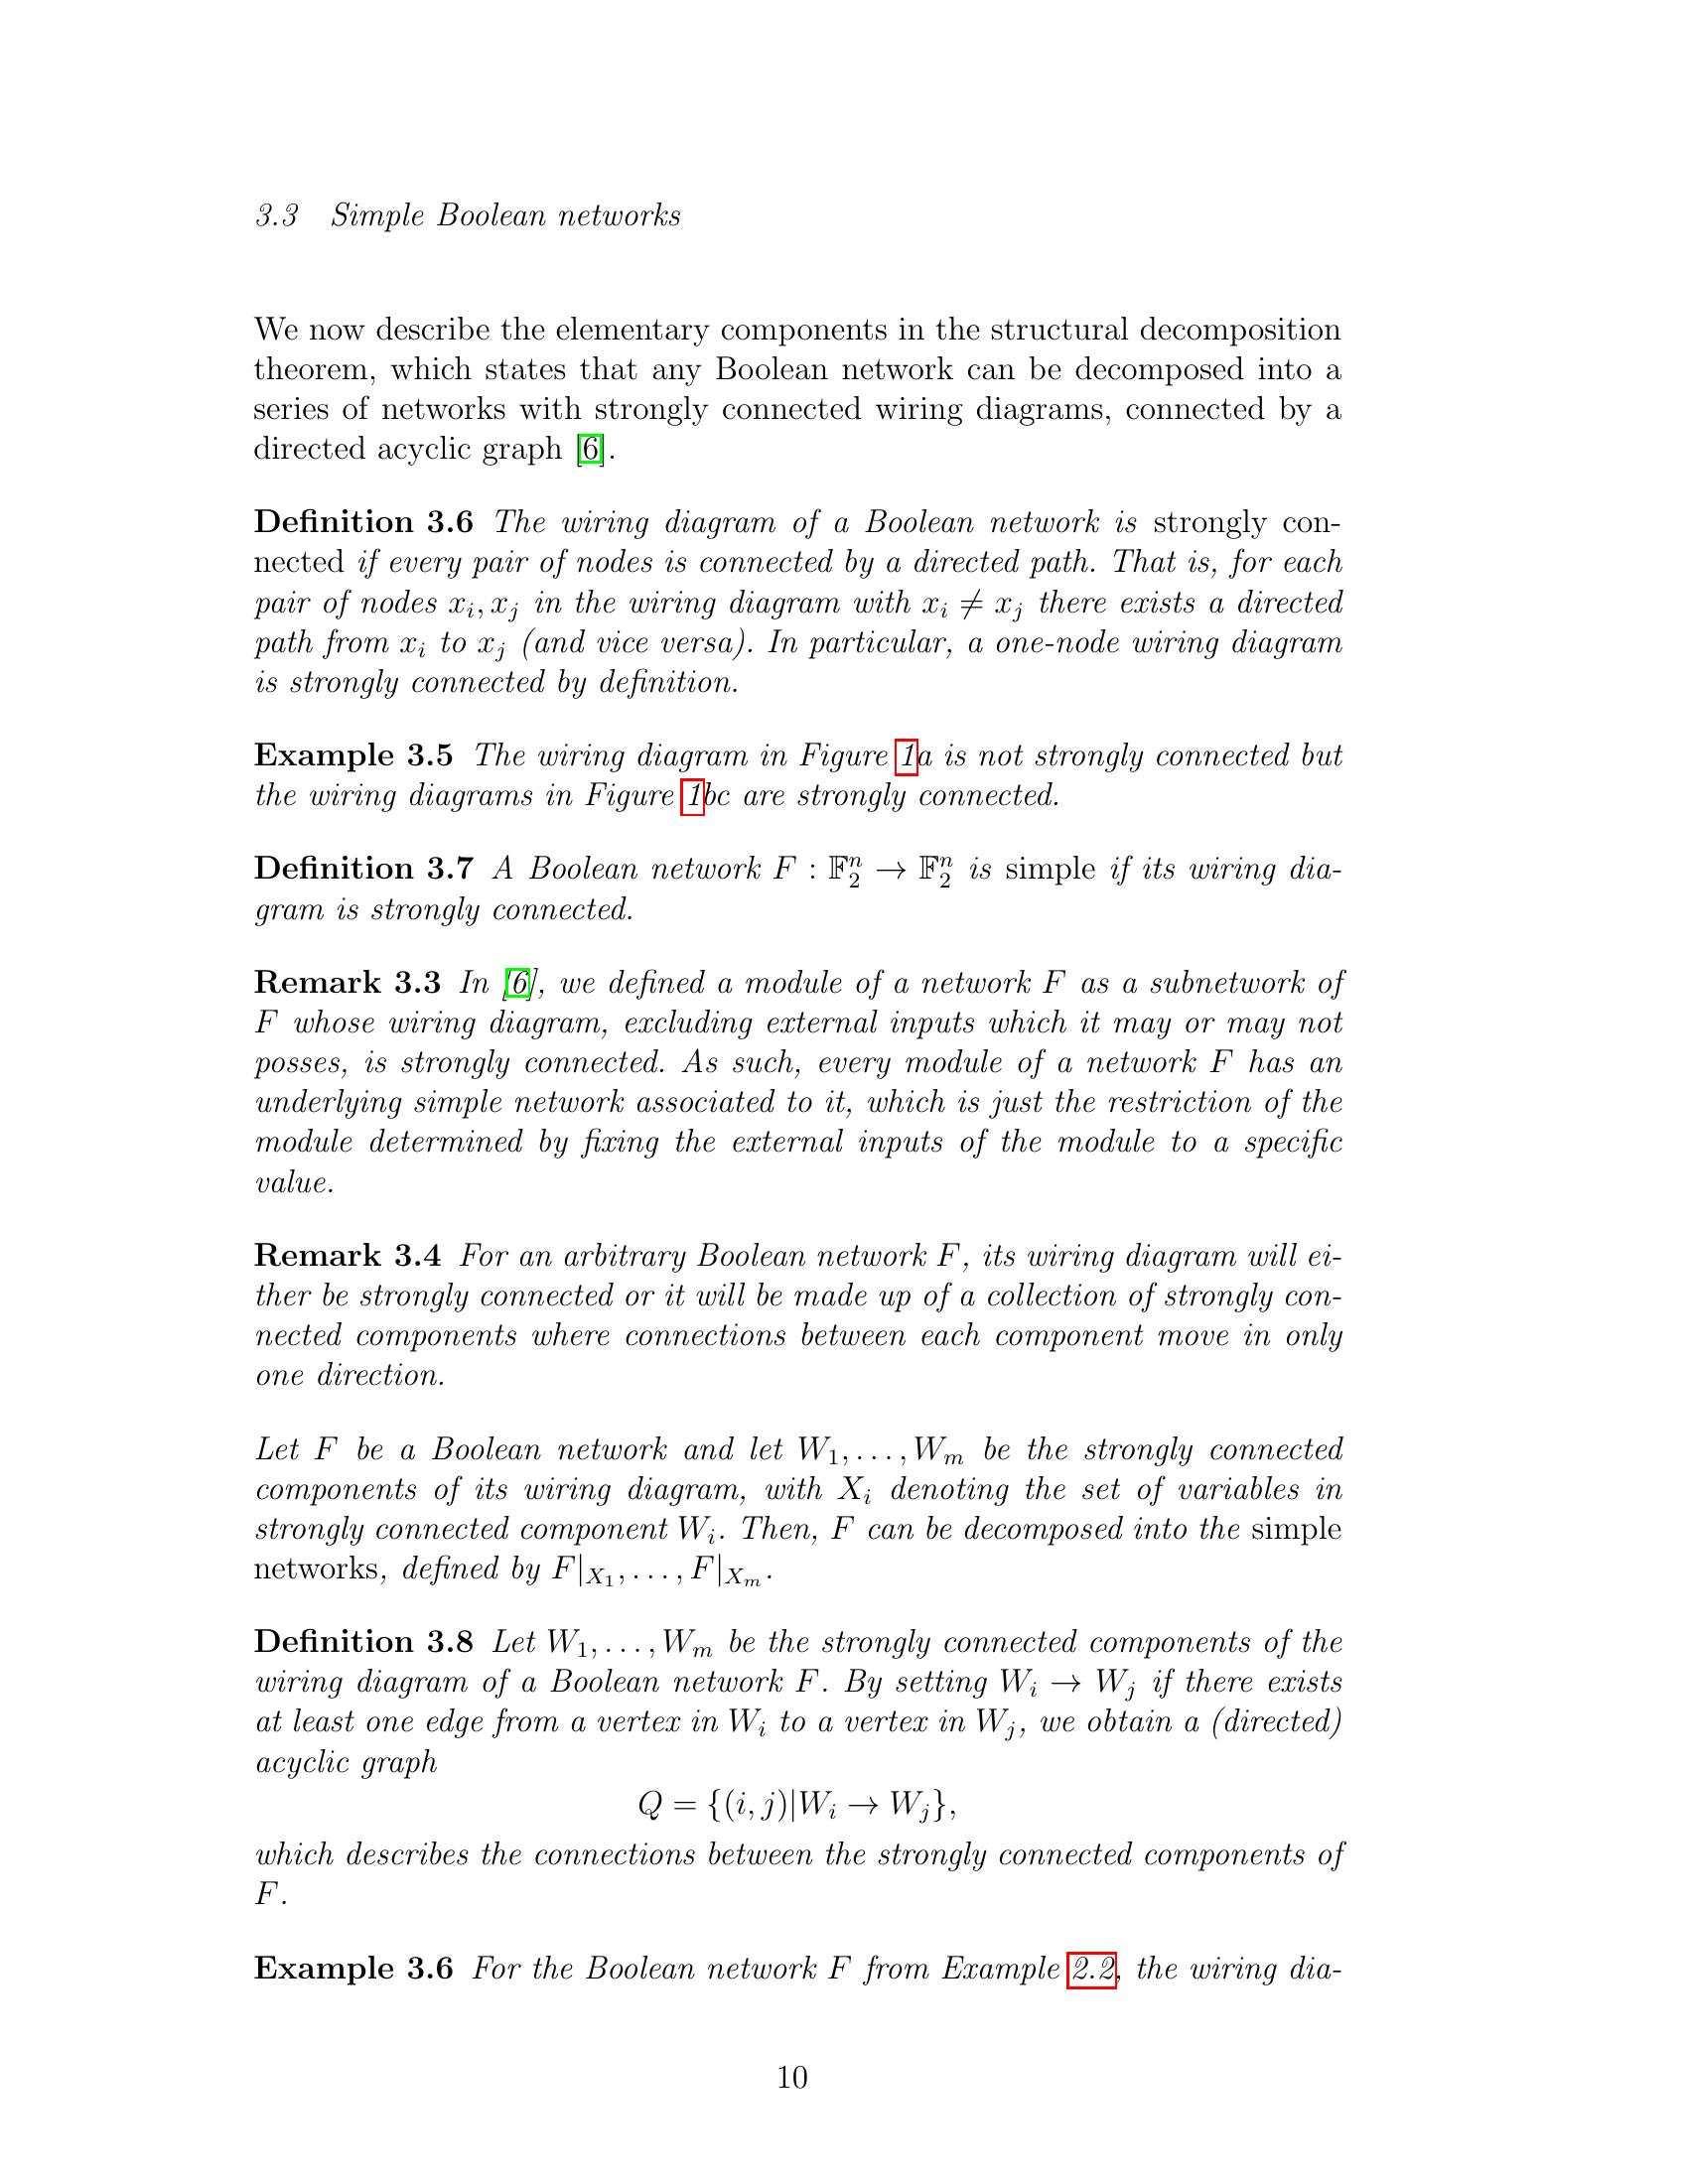 3.3 Simple Boolean networks
We now describe the elementary components in the structural decomposition
theorem, which states that any Boolean network can be decomposed into a
series of networks with strongly connected wiring diagrams, connected by a
directed acyclic graph [6].
Definition 3.6 The wiring diagram of a Boolean network is strongly con-
nected if every pair of nodes is connected by a directed path. That is, for each
pair of nodes $x_i, x_j$ in the wiring diagram with $x_i \neq x_j$ there exists a directed
path from $x_i$ to $x_j$ (and vice versa). In particular, a one-node wiring diagram
is strongly connected by definition.
Example 3.5 The wiring diagram in Figure 1a is not strongly connected but
the wiring diagrams in Figure 1bc are strongly connected.
Definition 3.7 A Boolean network $F : \mathbb{F}_2^n \to \mathbb{F}_2^n$ is simple if its wiring dia-
gram is strongly connected.
Remark 3.3 In [6], we defined a module of a network $F$ as a subnetwork of
$F$ whose wiring diagram, excluding external inputs which it may or may not
posses, is strongly connected. As such, every module of a network $F$ has an
underlying simple network associated to it, which is just the restriction of the
module determined by fixing the external inputs of the module to a specific
value.
Remark 3.4 For an arbitrary Boolean network $F$, its wiring diagram will ei-
ther be strongly connected or it will be made up of a collection of strongly con-
nected components where connections between each component move in only
one direction.
Let $F$ be a Boolean network and let $W_1, \ldots, W_m$ be the strongly connected
components of its wiring diagram, with $X_i$ denoting the set of variables in
strongly connected component $W_i$. Then, $F$ can be decomposed into the simple
networks, defined by $F|_{X_1}, \ldots, F|_{X_m}$.
Definition 3.8 Let $W_1, \ldots, W_m$ be the strongly connected components of the
wiring diagram of a Boolean network $F$. By setting $W_i \to W_j$ if there exists
at least one edge from a vertex in $W_i$ to a vertex in $W_j$, we obtain a (directed)
acyclic graph
$Q = \{(i, j)|W_i \to W_j\},$
which describes the connections between the strongly connected components of
$F$.
Example 3.6 For the Boolean network $F$ from Example 2.2, the wiring dia-
10